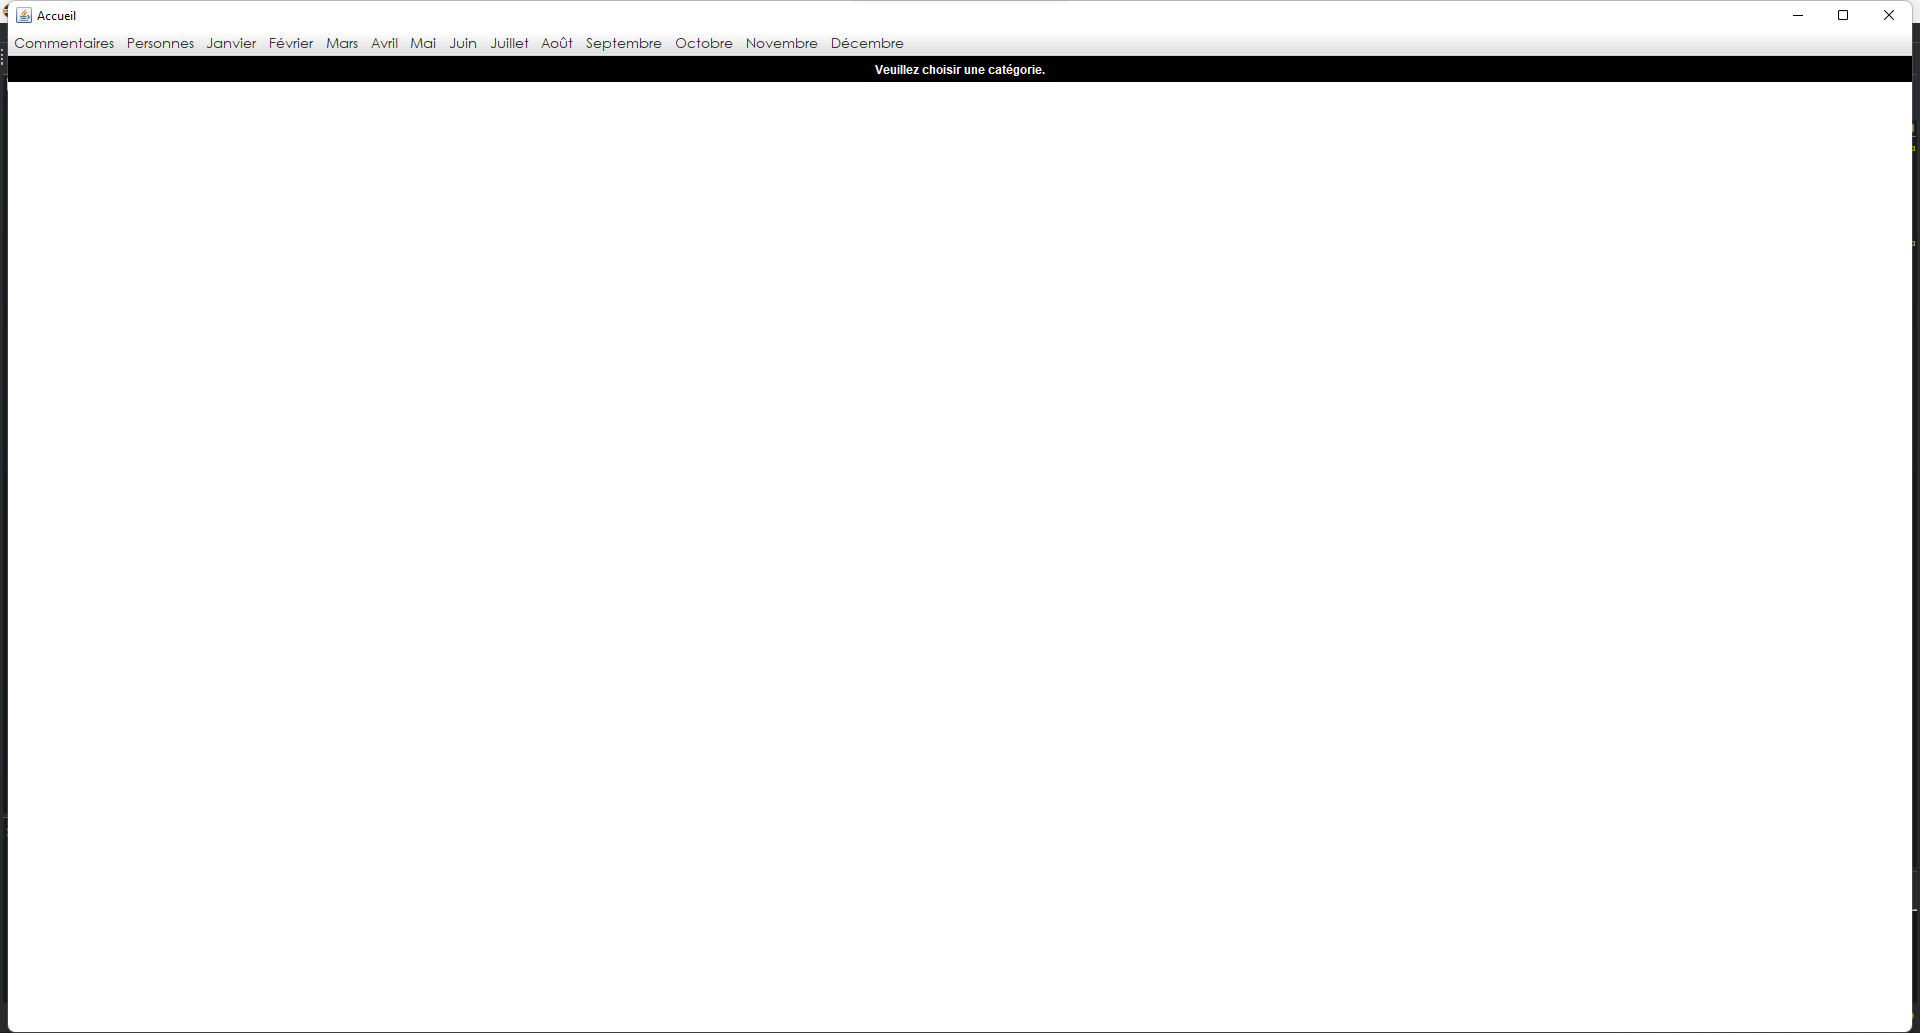 Accueil
Commentaires Personnes Janvier Février Mars Avril Mai Juin Juillet Août Septembre Octobre Novembre Décembre
Veuillez choisir une catégorie.